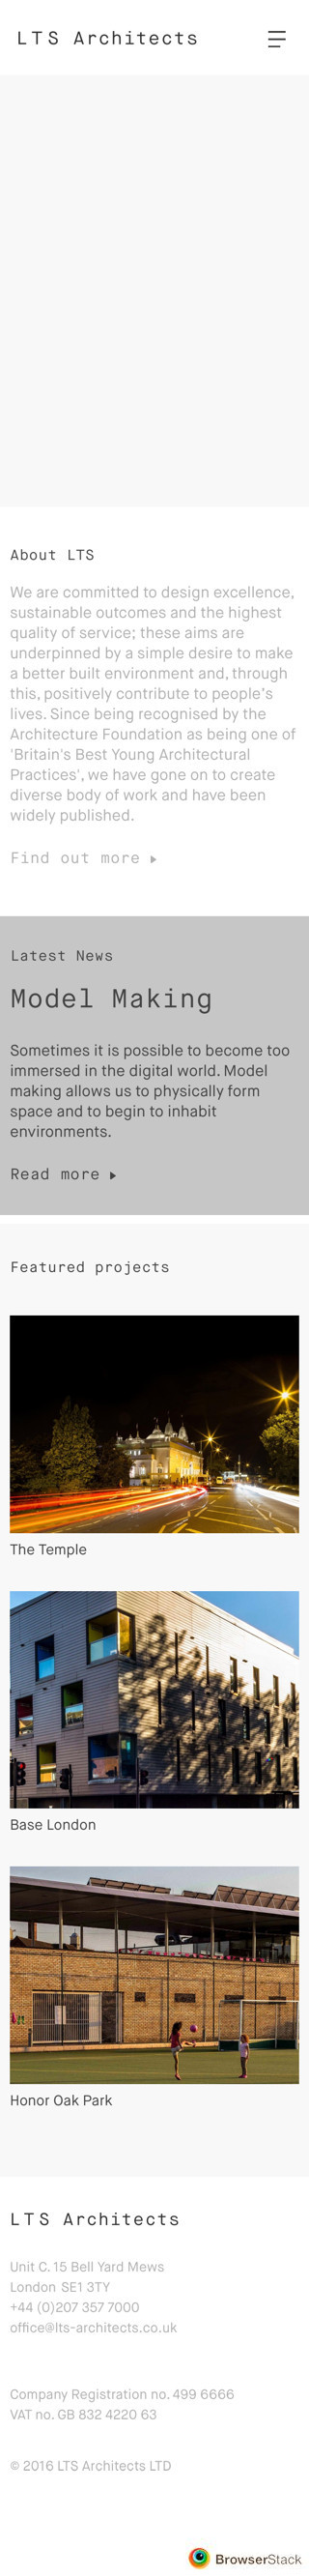 LTS Architects
About LTS
We are committed to design excellence,
sustainable outcomes and the highest
quality of service; these aims are
underpinned by a simple desire to make
a better built environment and, through
this, positively contribute to people's
lives. Since being recognised by the
Architecture Foundation as being one of
'Britain's Best Young Architectural
Practices', we have gone on to create
diverse body of work and have been
widely published.
Find out more
Latest News
Model Making
Sometimes it is possible to become too
immersed in the digital world. Model
making allows us to physically form
space and to begin to inhabit
environments.
Read more
Featured projects
The Temple
Base London
Honor Oak Park
LTS Architects
Unit C. 15 Bell Yard Mews
London SE1 3TY
+44 (0)207 357 7000
office@lts-architects.co.uk
Company Registration no. 499 6666
VAT no. GB 832 4220 63
© 2016 LTS Architects LTD
BrowserStack